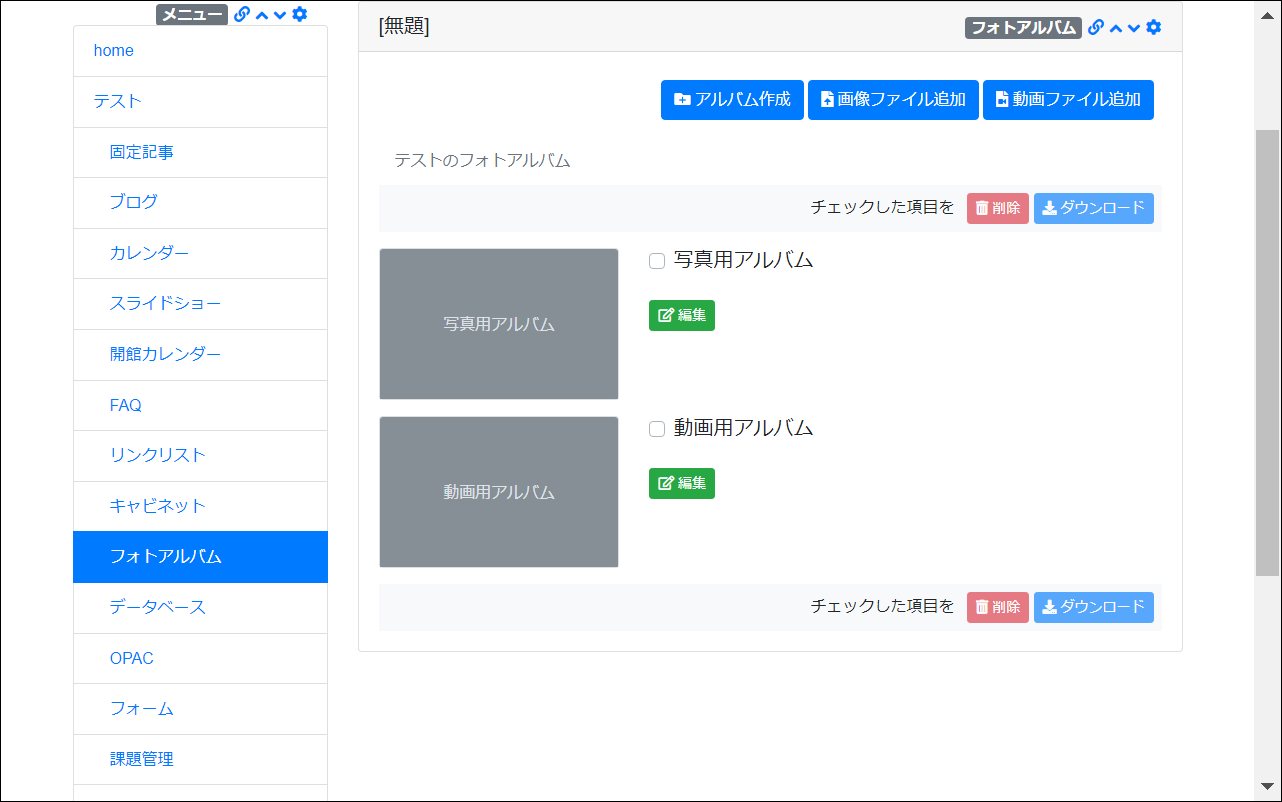 メニュー
home
テスト
固定記事
ブログ
カレンダー
スライドショー
開館カレンダー
FAQ
リンクリスト
キャビネット
フォトアルバム
データベース
OPAC
フォーム
課題管理
[無題]
フォトアルバム
アルバム作成 画像ファイル追加 動画ファイル追加
テストのフォトアルバム
チェックした項目を 削除 ダウンロード
写真用アルバム
写真用アルバム
編集
動画用アルバム
動画用アルバム
編集
チェックした項目を 削除 ダウンロード